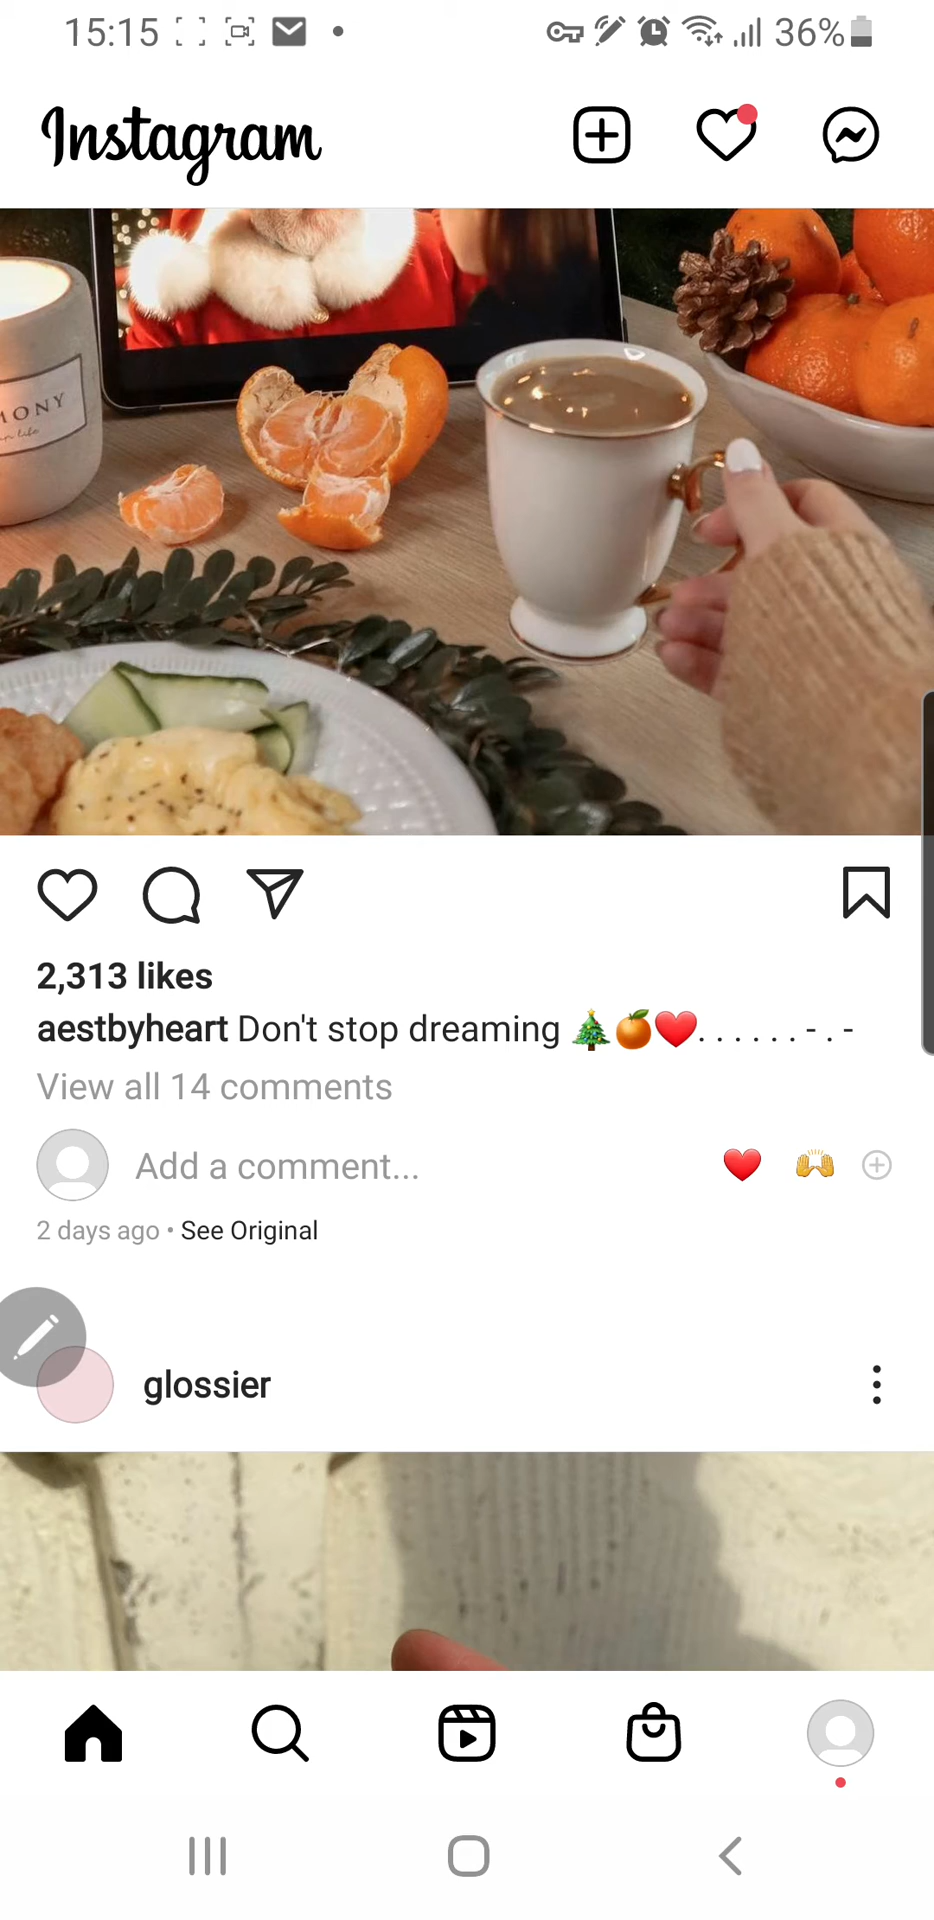 15:15 36%
Instagram
2,313 likes
aestbyheart Don't stop dreaming 🎄🍊❤️. . . . . . - . -
View all 14 comments
Add a comment... ❤️ 🙌
2 days ago • See Original
glossier